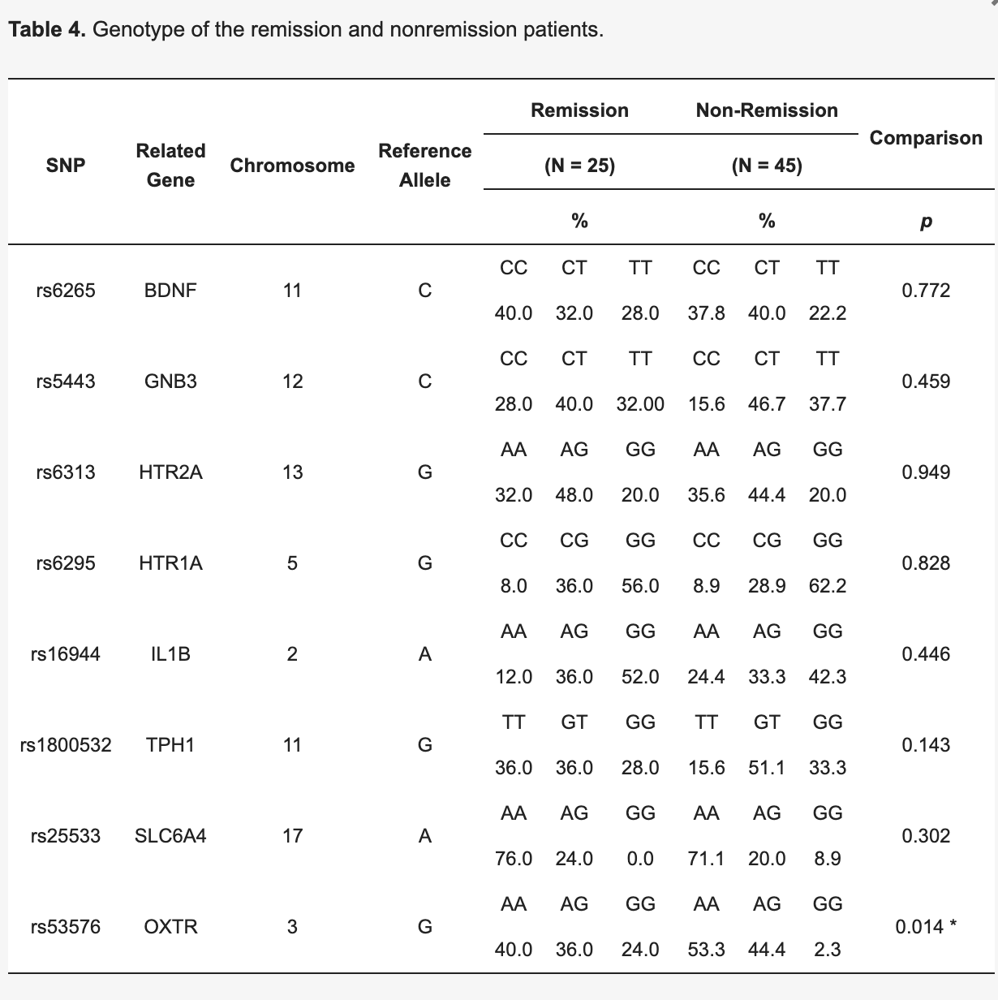 Table 4. Genotype of the remission and nonremission patients.
SNP Related Gene Chromosome Reference Allele Remission Non-Remission Comparison
(N = 25) (N = 45)
% % p
CC CT TT CC CT TT
rs6265 BDNF 11 C 0.772
40.0 32.0 28.0 37.8 40.0 22.2
CC CT TT CC CT TT
rs5443 GNB3 12 C 0.459
28.0 40.0 32.00 15.6 46.7 37.7
AA AG GG AA AG GG
rs6313 HTR2A 13 G 0.949
32.0 48.0 20.0 35.6 44.4 20.0
CC CG GG CC CG GG
rs6295 HTR1A 5 G 0.828
8.0 36.0 56.0 8.9 28.9 62.2
AA AG GG AA AG GG
rs16944 IL1B 2 A 0.446
12.0 36.0 52.0 24.4 33.3 42.3
TT GT GG TT GT GG
rs1800532 TPH1 11 G 0.143
36.0 36.0 28.0 15.6 51.1 33.3
AA AG GG AA AG GG
rs25533 SLC6A4 17 A 0.302
76.0 24.0 0.0 71.1 20.0 8.9
AA AG GG AA AG GG
rs53576 OXTR 3 G 0.014 *
40.0 36.0 24.0 53.3 44.4 2.3